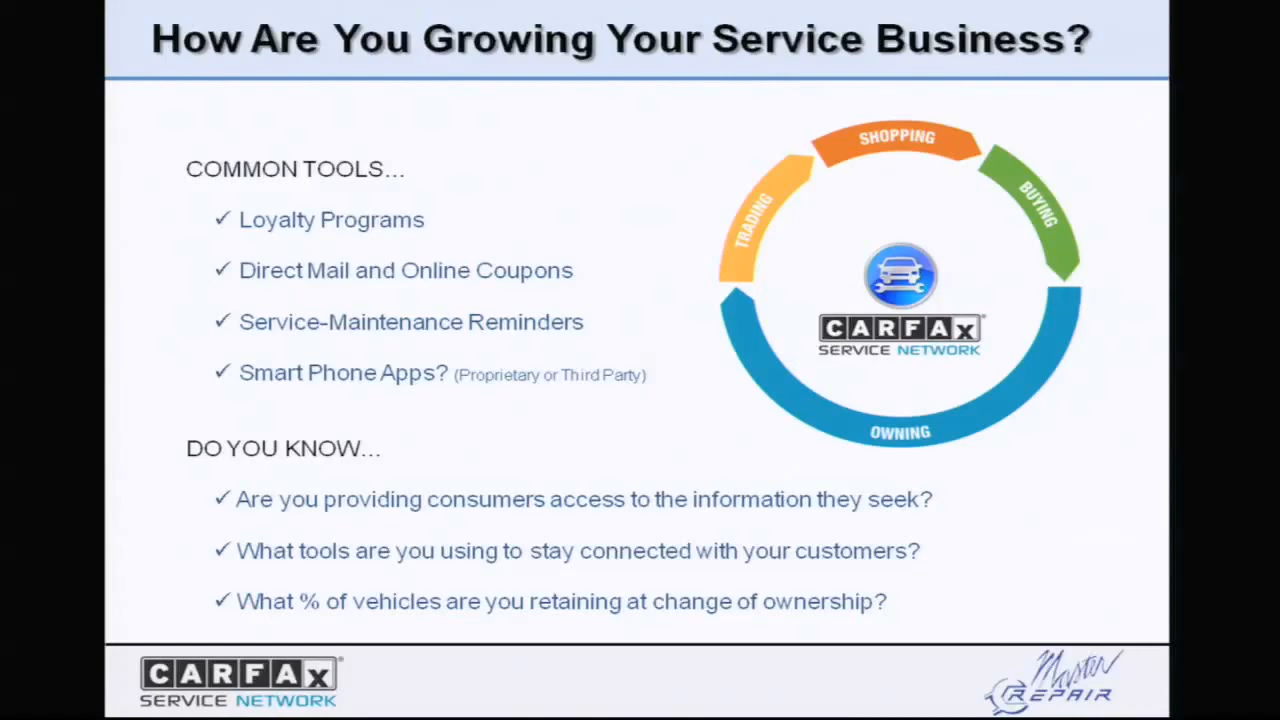 How Are You Growing Your Service Business?
COMMON TOOLS...
✓ Loyalty Programs
✓ Direct Mail and Online Coupons
✓ Service-Maintenance Reminders
✓ Smart Phone Apps? (Proprietary or Third Party)
SHOPPING
BUYING
TRADING
OWNING
CARFAX®
SERVICE NETWORK
DO YOU KNOW...
✓ Are you providing consumers access to the information they seek?
✓ What tools are you using to stay connected with your customers?
✓ What % of vehicles are you retaining at change of ownership?
CARFAX®
SERVICE NETWORK
Master
REPAIR